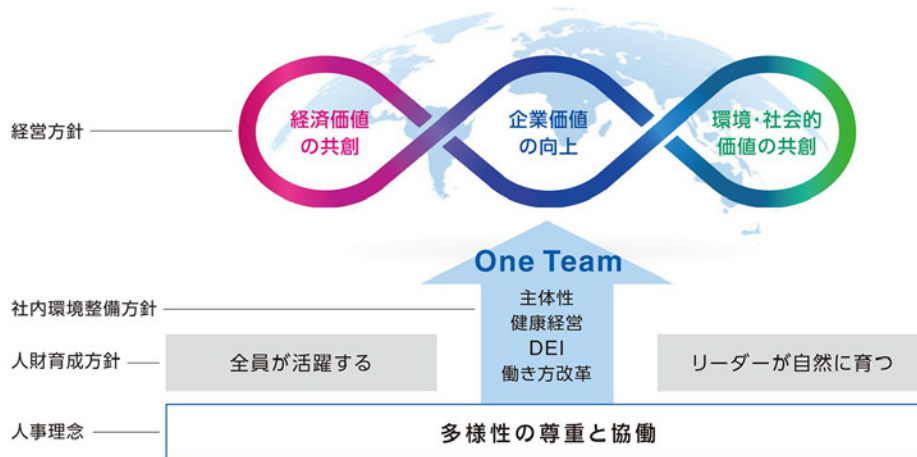 経営方針
経済価値
の共創
企業価値
の向上
環境・社会的
価値の共創
One Team
社内環境整備方針
主体性
健康経営
DEI
働き方改革
人財育成方針
全員が活躍する
リーダーが自然に育つ
人事理念
多様性の尊重と協働